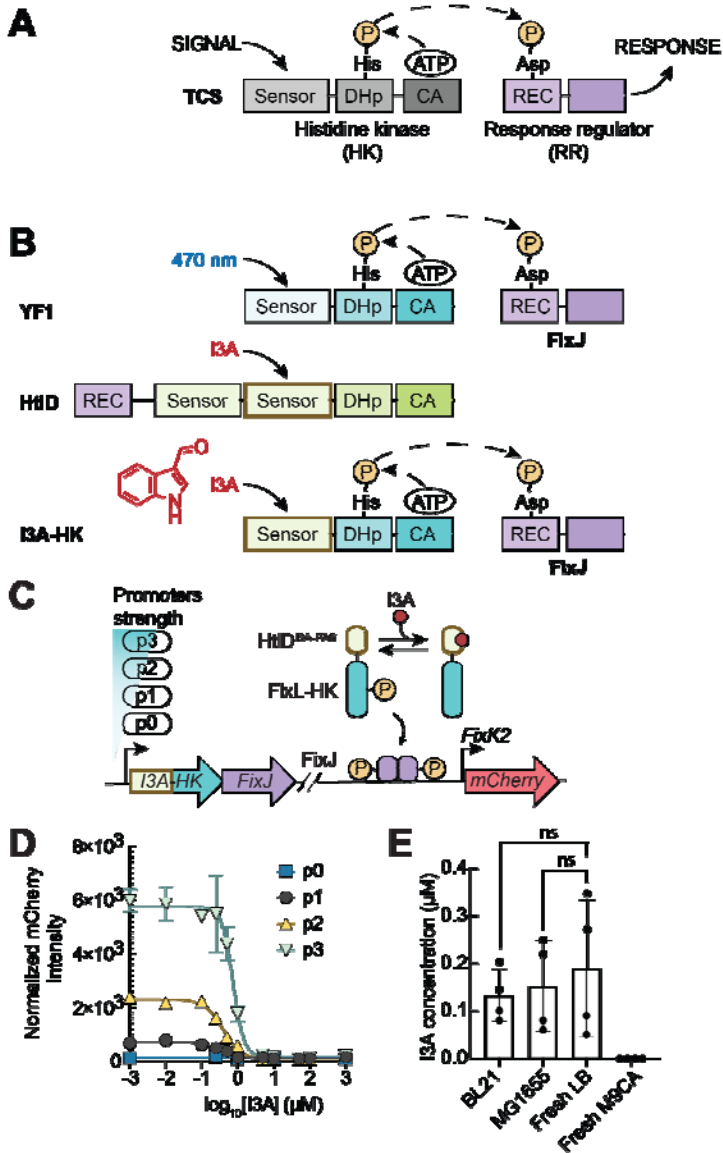 A
SIGNAL
P
P
His
ATP
Asp
RESPONSE
TCS
Sensor
DHp
CA
REC
Histidine kinase
(HK)
Response regulator
(RR)
B
470 nm
P
P
His
ATP
Asp
YF1
Sensor
DHp
CA
REC
FixJ
I3A
HtlD
REC
Sensor
Sensor
DHp
CA
O
N
H
I3A
P
P
His
ATP
Asp
I3A-HK
Sensor
DHp
CA
REC
FixJ
C
Promoters
strength
p3
p2
p1
p0
I3A
HtlD
FixL-HK
P
FixJ
P
P
FixK2
I3A-HK
FixJ
mCherry
D
Normalized mCherry
Intensity
8×10³
6×10³
4×10³
2×10³
0
p0
p1
p2
p3
-3
-2
-1
0
1
2
3
log₁₀[I3A] (µM)
E
ns
ns
I3A concentration (µM)
0.4
0.3
0.2
0.1
0.0
BL21
MG1655
Fresh LB
Fresh M9CA